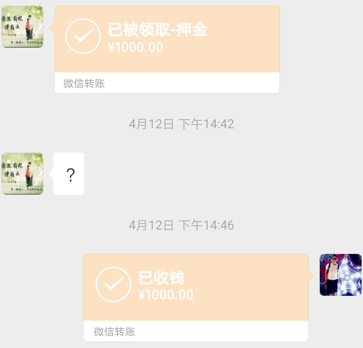 已被领取-押金
¥1000.00
微信转账
4月12日 下午14:42
?
4月12日 下午14:46
已收钱
¥1000.00
微信转账